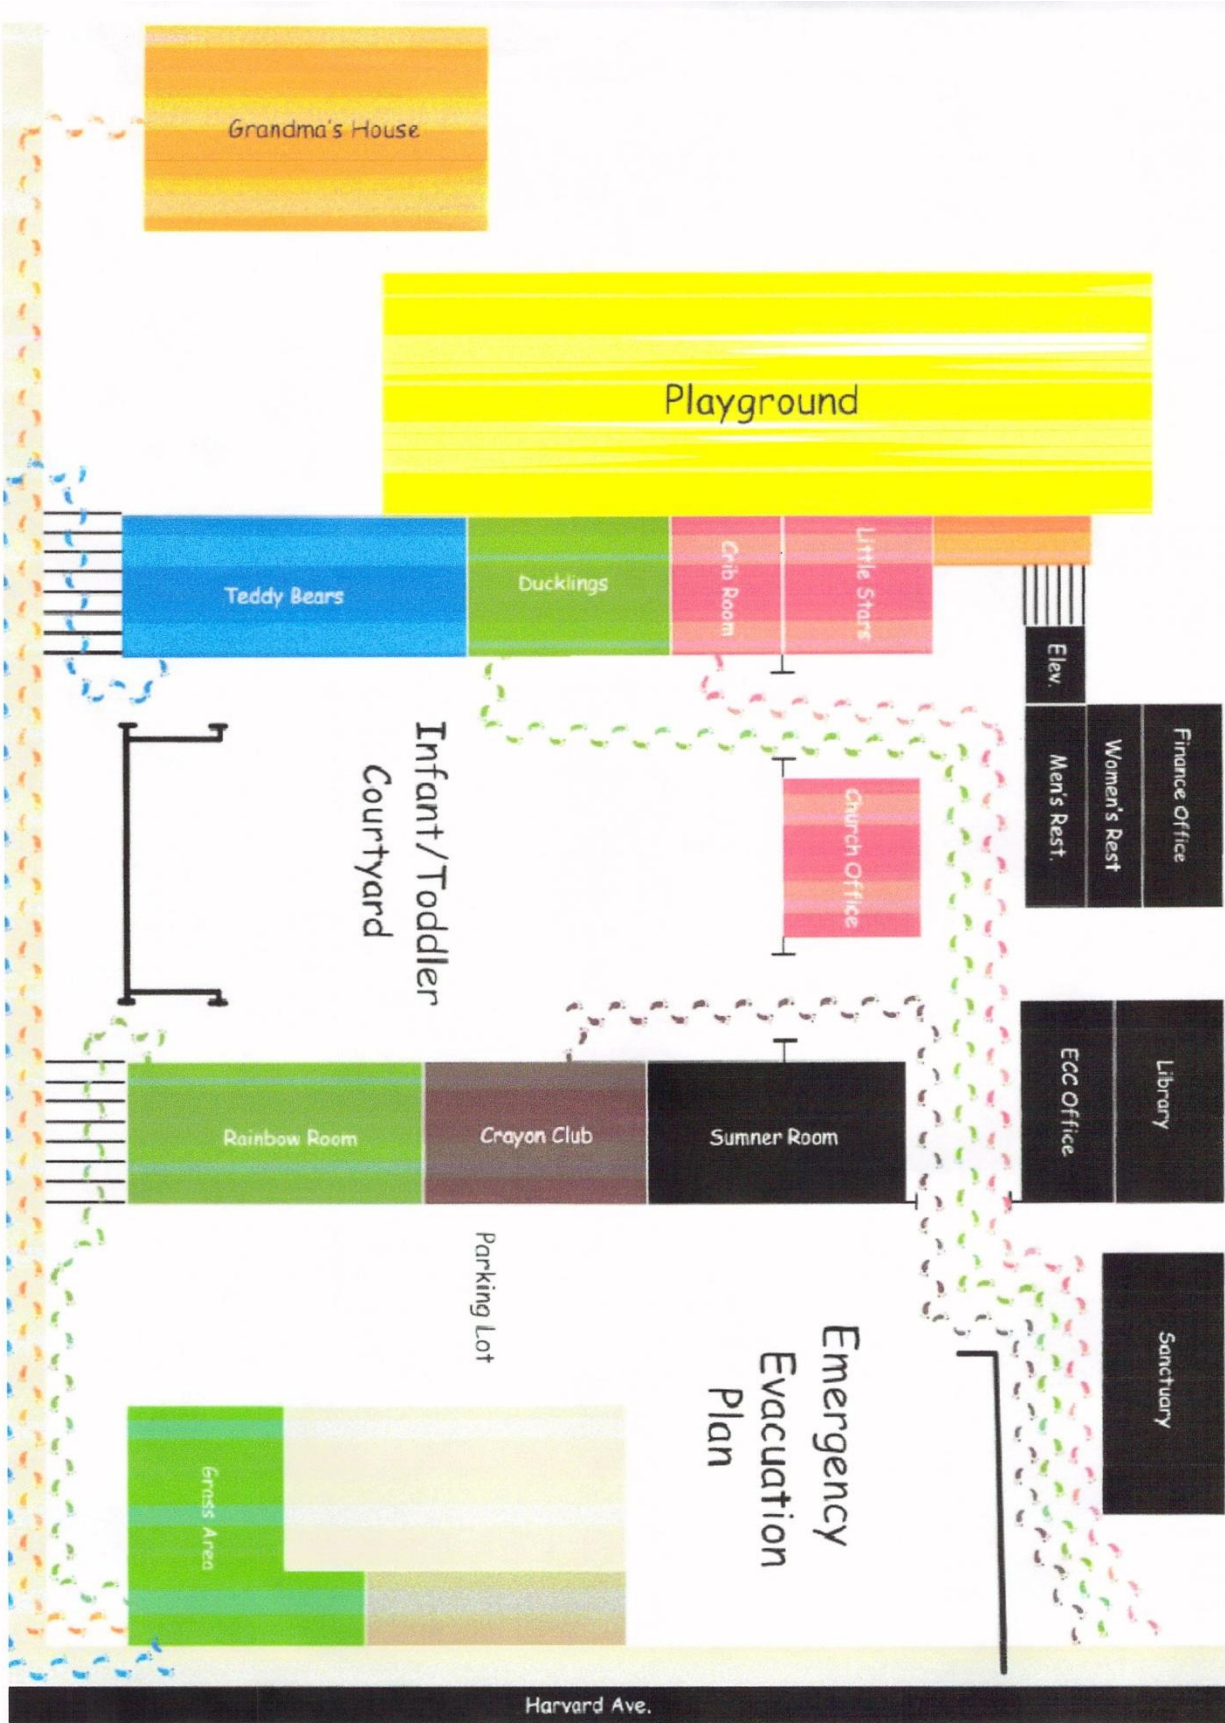 Grandma's House
Playground
Teddy Bears
Ducklings
Crib Room
Little Stars
Elev.
Men's Rest.
Women's Rest
Finance Office
Infant/Toddler
Courtyard
Church Office
ECC Office
Library
Rainbow Room
Crayon Club
Sumner Room
Parking Lot
Emergency
Evacuation
Plan
Sanctuary
Grass Area
Harvard Ave.